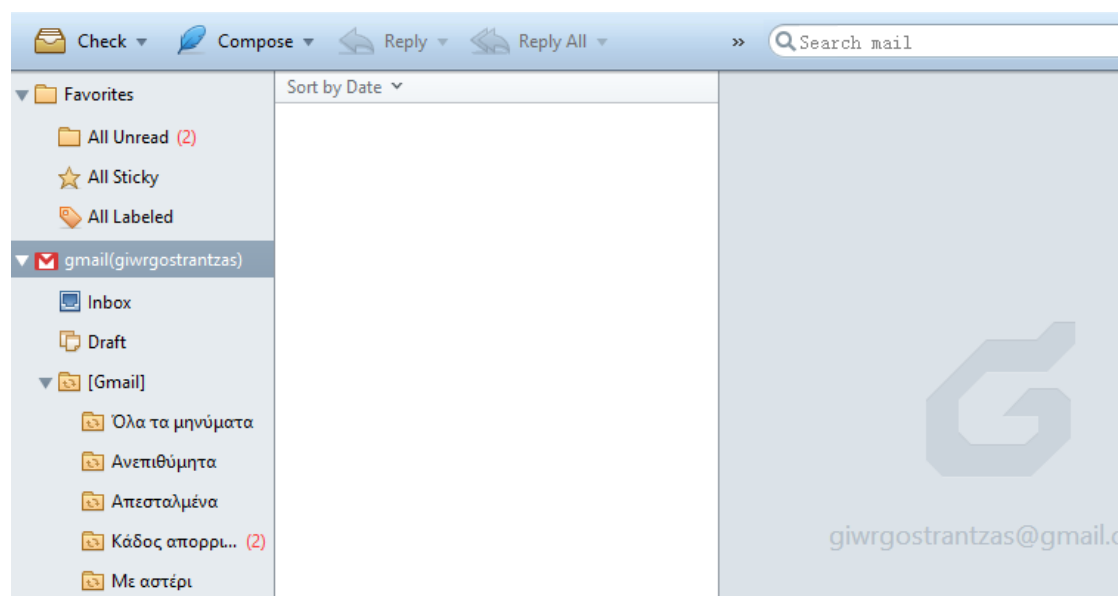 Check Compose Reply Reply All » Search mail
Favorites
Sort by Date
All Unread (2)
All Sticky
All Labeled
gmail(giwrgostrantzas)
Inbox
Draft
[Gmail]
Όλα τα μηνύματα
Ανεπιθύμητα
Απεσταλμένα
Κάδος απορρι... (2)
giwrgostrantzas@gmail.c
Με αστέρι